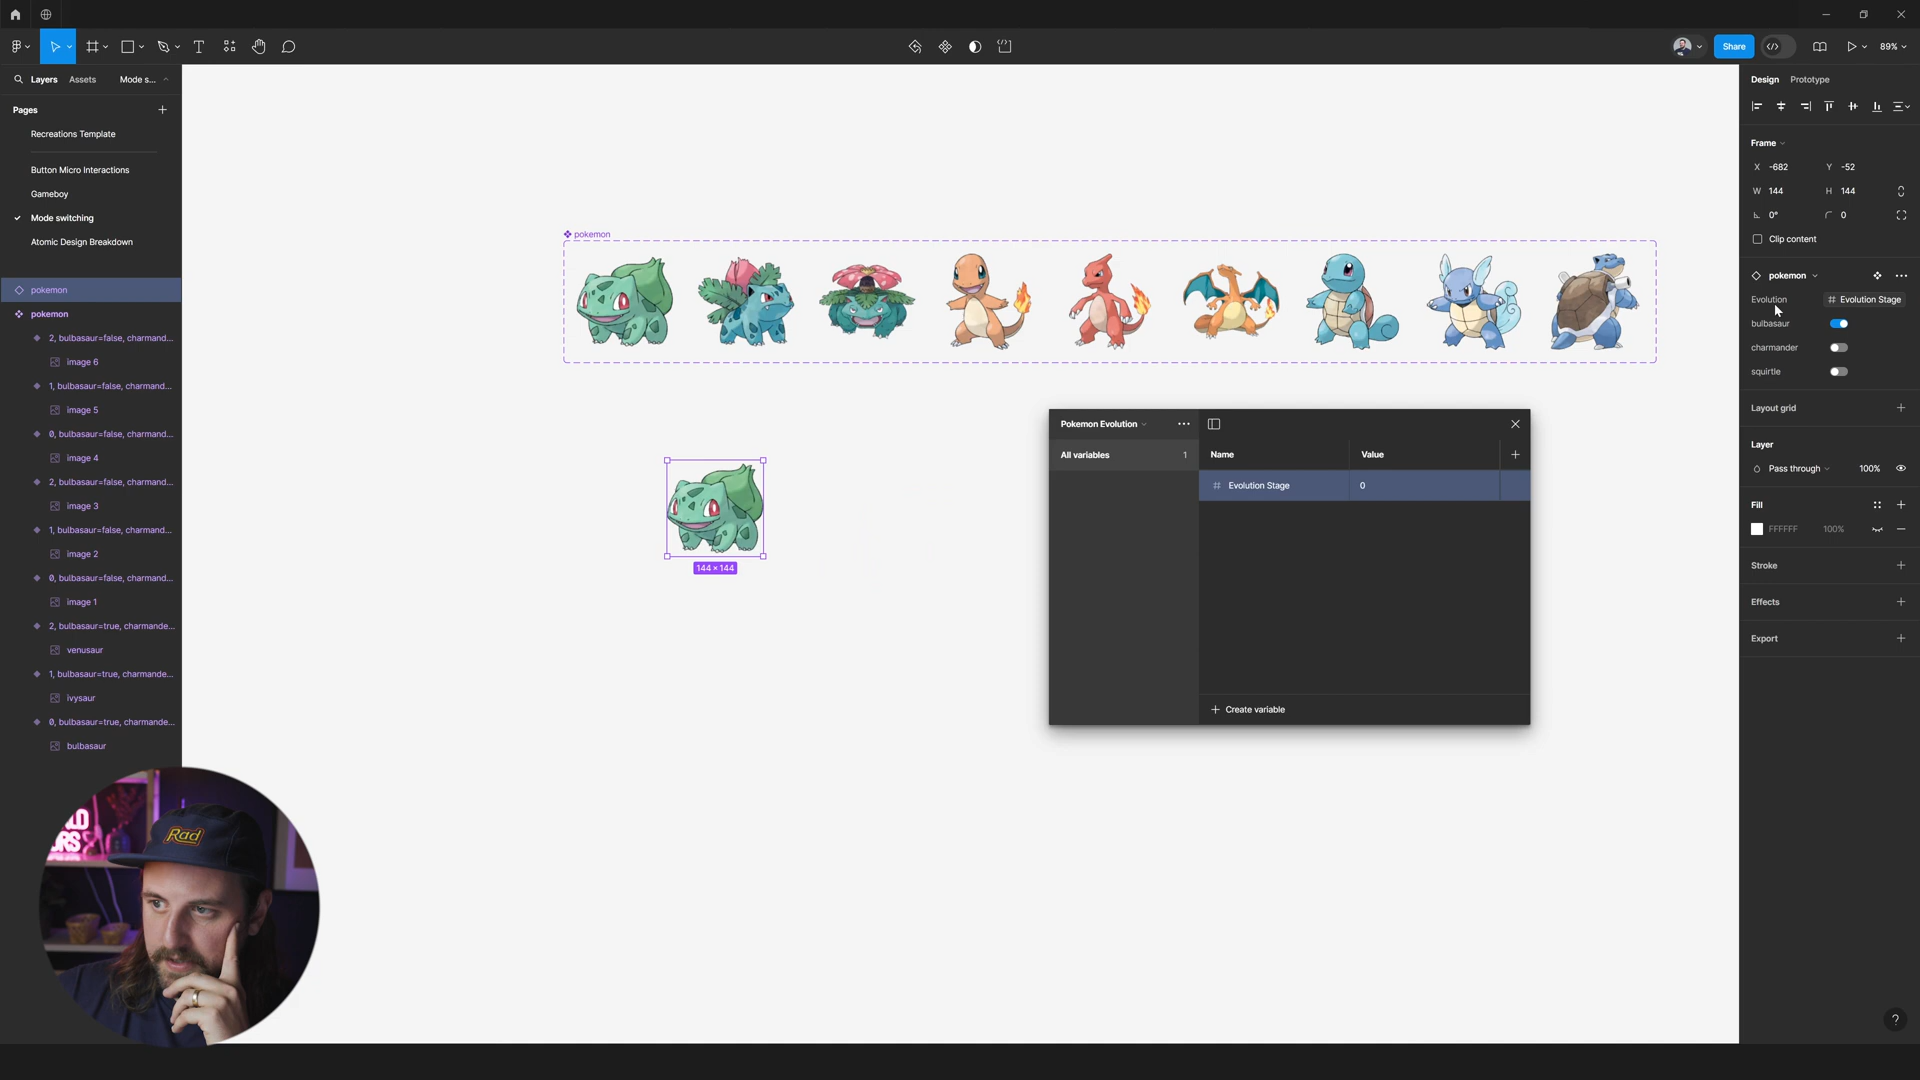 Share
89%
Layers
Assets
Mode s...
Pages
Recreations Template
Button Micro Interactions
Gameboy
Mode switching
Atomic Design Breakdown
pokemon
pokemon
2, bulbasaur=false, charmand...
image 6
1, bulbasaur=false, charmand...
image 5
0, bulbasaur=false, charmand...
image 4
2, bulbasaur=false, charmand...
image 3
1, bulbasaur=false, charmand...
image 2
0, bulbasaur=false, charmand...
image 1
2, bulbasaur=true, charmande...
venusaur
1, bulbasaur=true, charmande...
ivysaur
0, bulbasaur=true, charmande...
bulbasaur
pokemon
144 × 144
Pokemon Evolution
All variables 1
Name Value
Evolution Stage 0
Create variable
Design Prototype
Frame
X -682 Y -52
W 144 H 144
0° 0
Clip content
pokemon
Evolution Evolution Stage
bulbasaur
charmander
squirtle
Layout grid
Layer
Pass through 100%
Fill
FFFFFF 100%
Stroke
Effects
Export
?
Rad